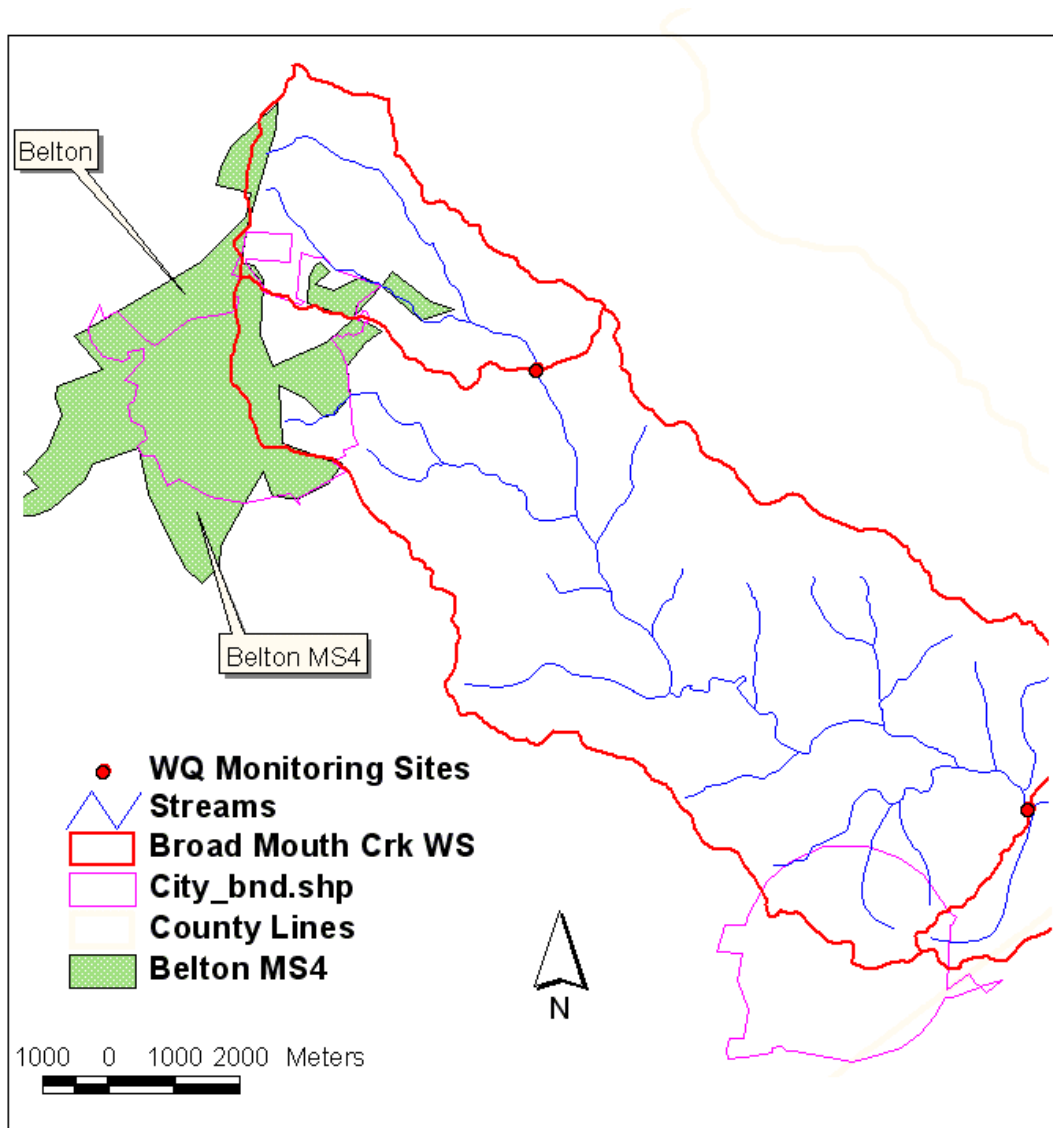 Belton
Belton MS4
WQ Monitoring Sites
Streams
Broad Mouth Crk WS
City_bnd.shp
County Lines
Belton MS4
N
1000 0 1000 2000 Meters